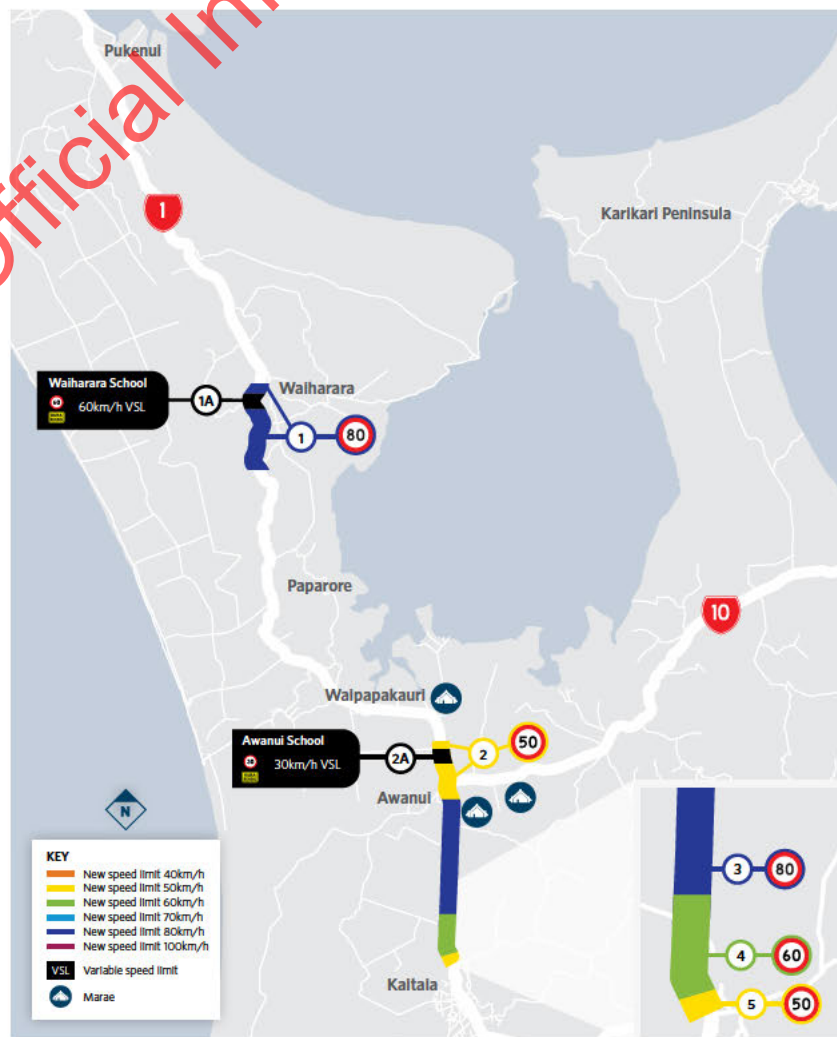 Official In
Pukenui
1
Karikari Peninsula
Waiharara School
60km/h VSL
1A
Waiharara
1
80
Paparore
10
Waipapakauri
Awanui School
30km/h VSL
2A
2
50
Awanui
N
KEY
New speed limit 40km/h
New speed limit 50km/h
New speed limit 60km/h
New speed limit 70km/h
New speed limit 80km/h
New speed limit 100km/h
VSL Variable speed limit
Marae
Kaitaia
3
80
4
60
5
50